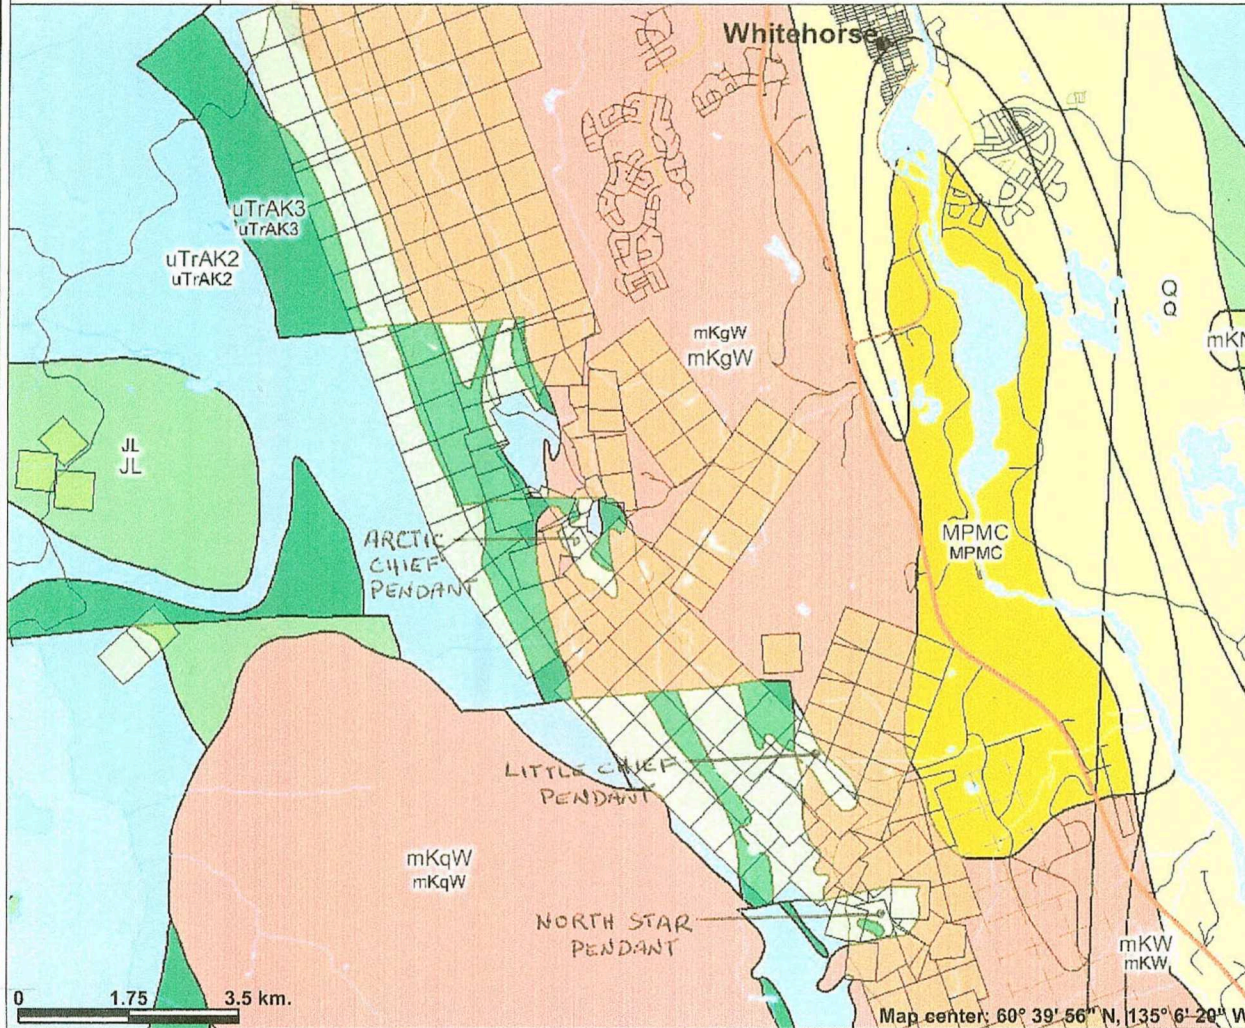 Whitehorse
uTrAK3
uTrAK3
uTrAK2
uTrAK2
Q
Q
mKgW
mKgW
JL
JL
ARCTIC
CHIEF
PENDANT
MPMC
MPMC
LITTLE CHIEF
PENDANT
mKqW
mKqW
NORTH STAR
PENDANT
mKW
mKW
0 1.75 3.5 km.
Map center: 60° 39' 56" N, 135° 6' 20" W